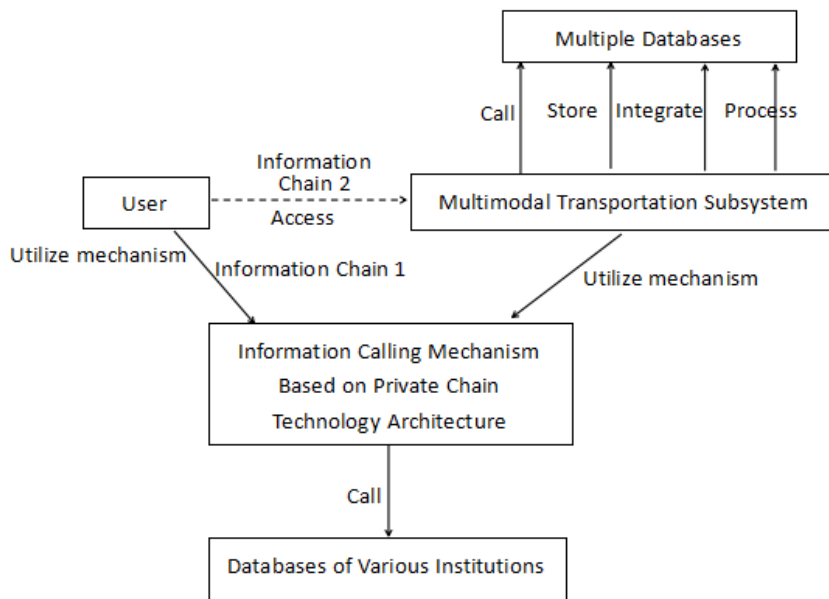 Multiple Databases
Call
Store
Integrate
Process
Information
Chain 2
User
Access
Multimodal Transportation Subsystem
Utilize mechanism
Information Chain 1
Utilize mechanism
Information Calling Mechanism
Based on Private Chain
Technology Architecture
Call
Databases of Various Institutions